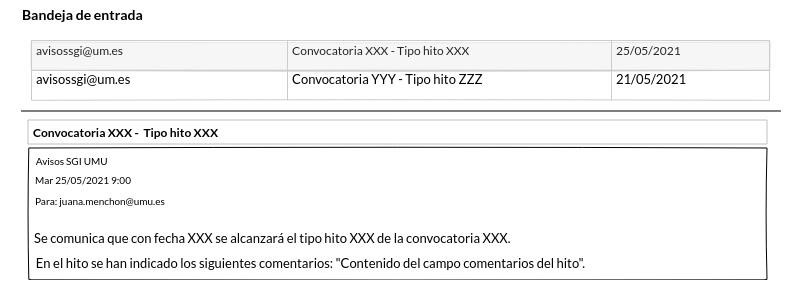 Bandeja de entrada
avisossgi@um.es Convocatoria XXX - Tipo hito XXX 25/05/2021
avisossgi@um.es Convocatoria YYY - Tipo hito ZZZ 21/05/2021
Convocatoria XXX - Tipo hito XXX
Avisos SGI UMU
Mar 25/05/2021 9:00
Para: juana.menchon@umu.es
Se comunica que con fecha XXX se alcanzará el tipo hito XXX de la convocatoria XXX.
En el hito se han indicado los siguientes comentarios: "Contenido del campo comentarios del hito".